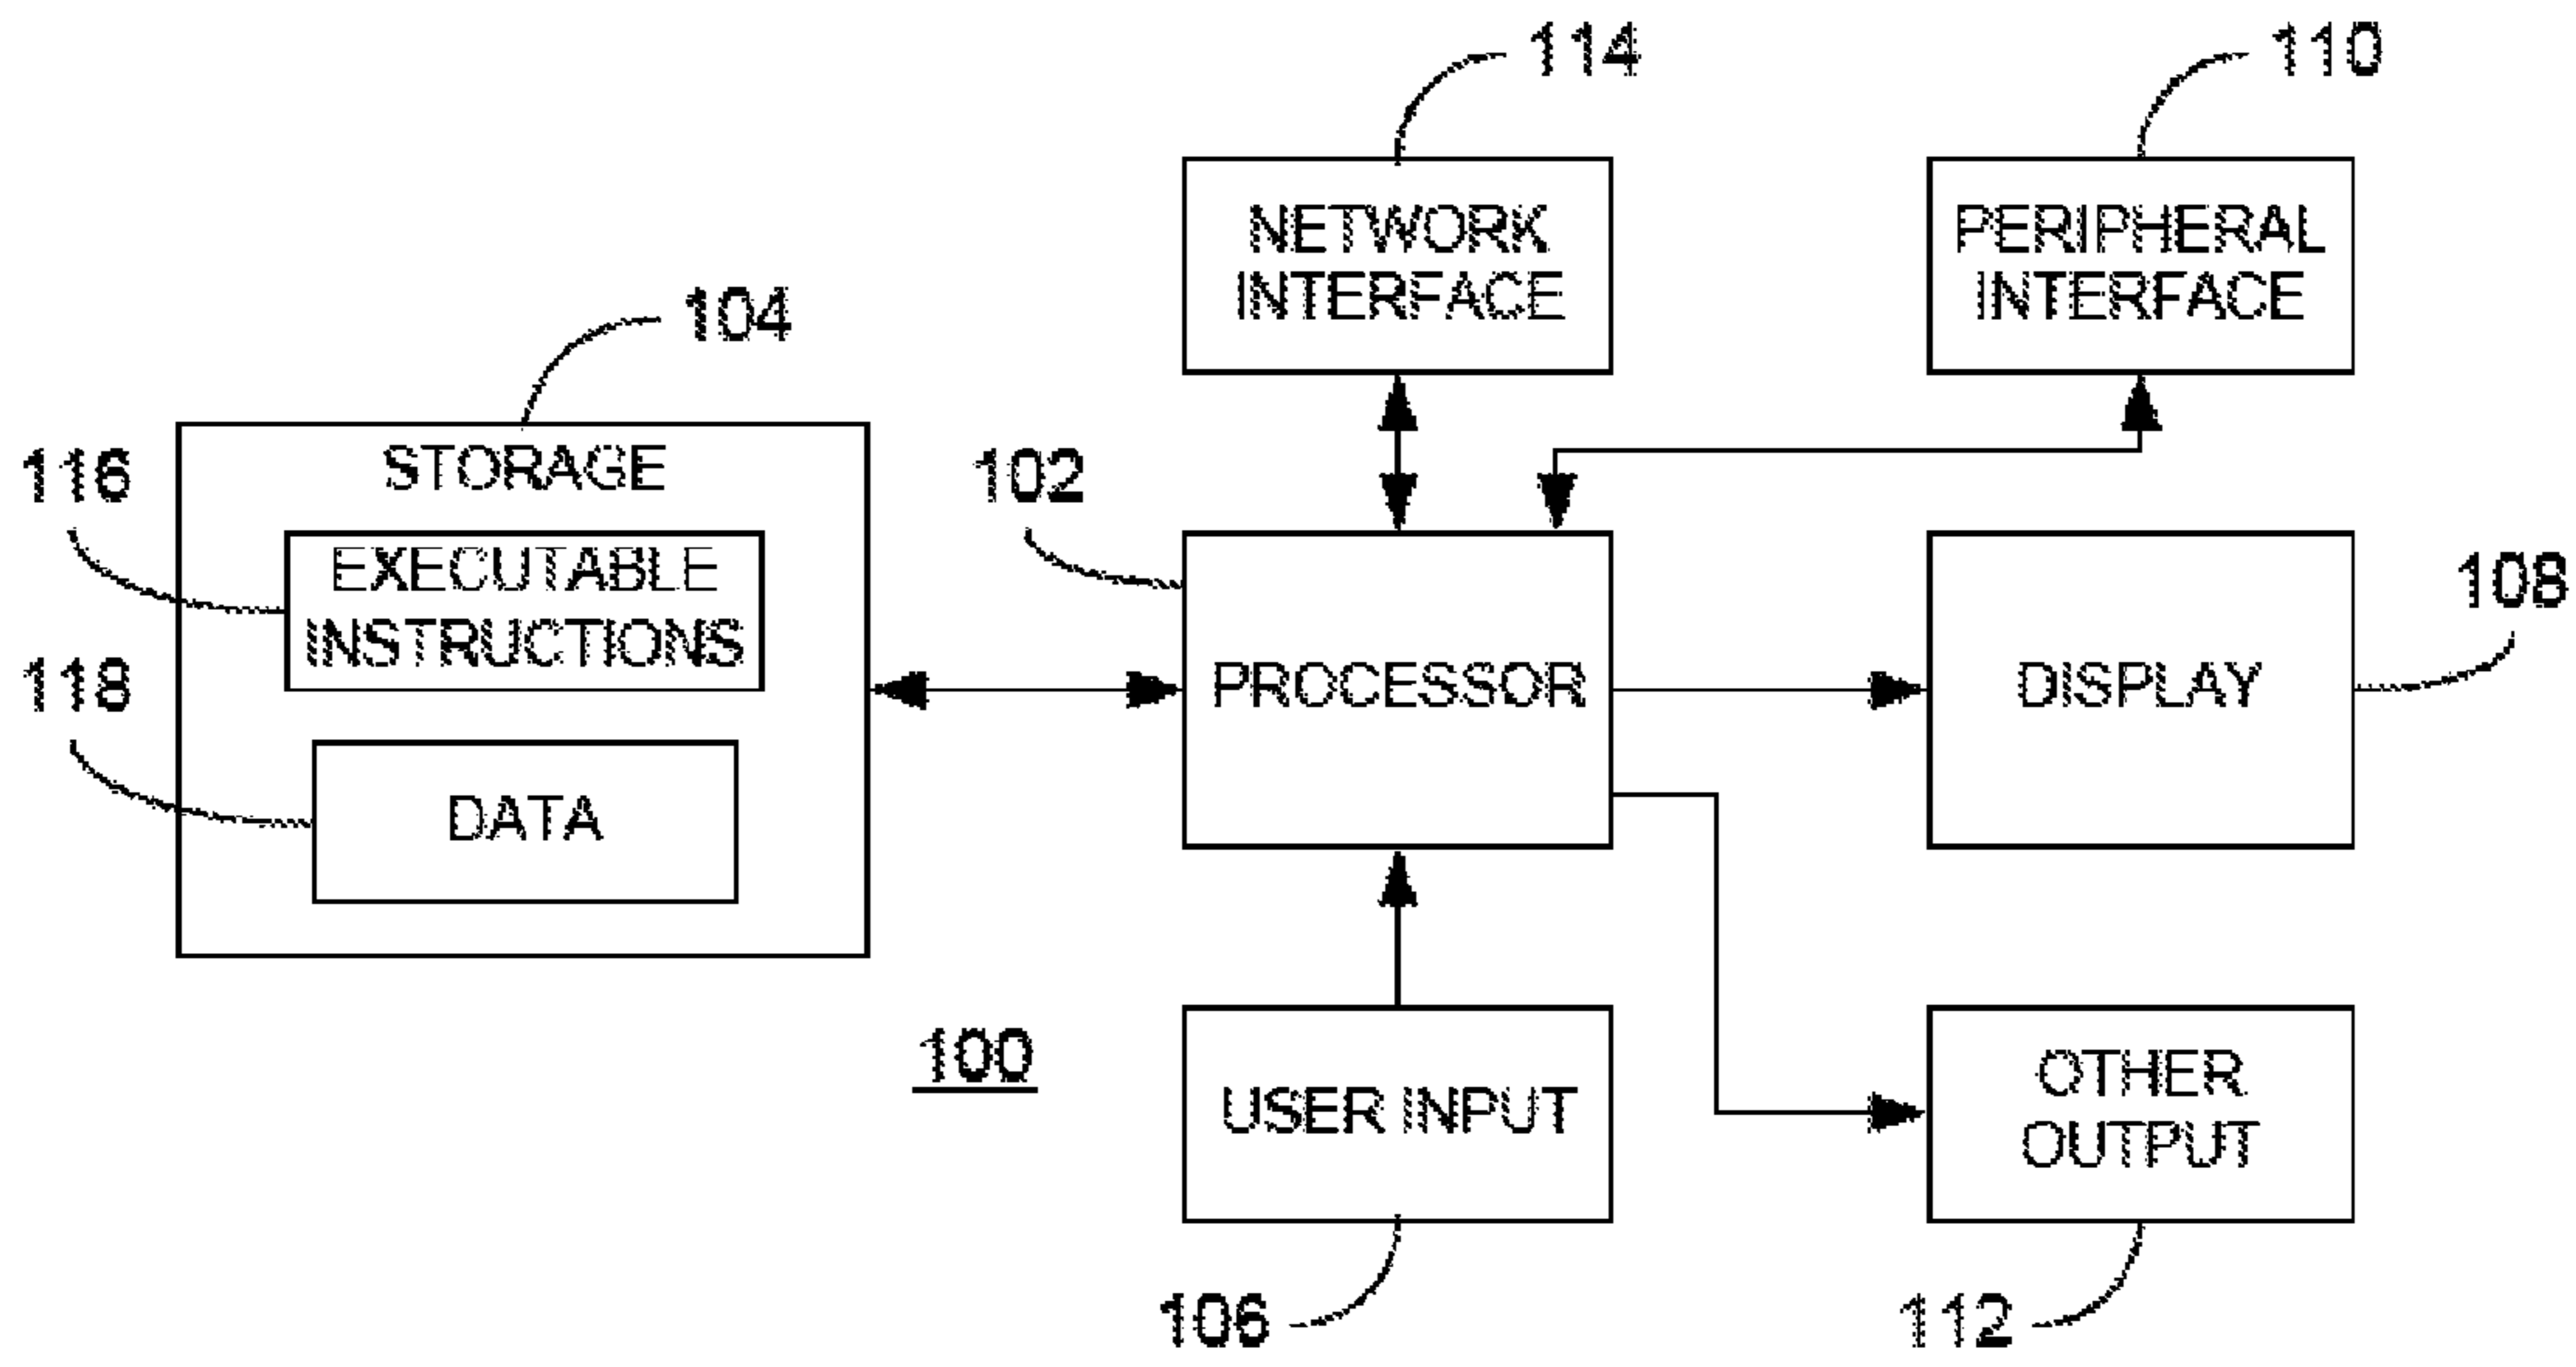 114
110
NETWORK
INTERFACE
PERIPHERAL
INTERFACE
104
STORAGE
116
EXECUTABLE
INSTRUCTIONS
118
DATA
102
PROCESSOR
DISPLAY
108
100
USER INPUT
OTHER
OUTPUT
106
112